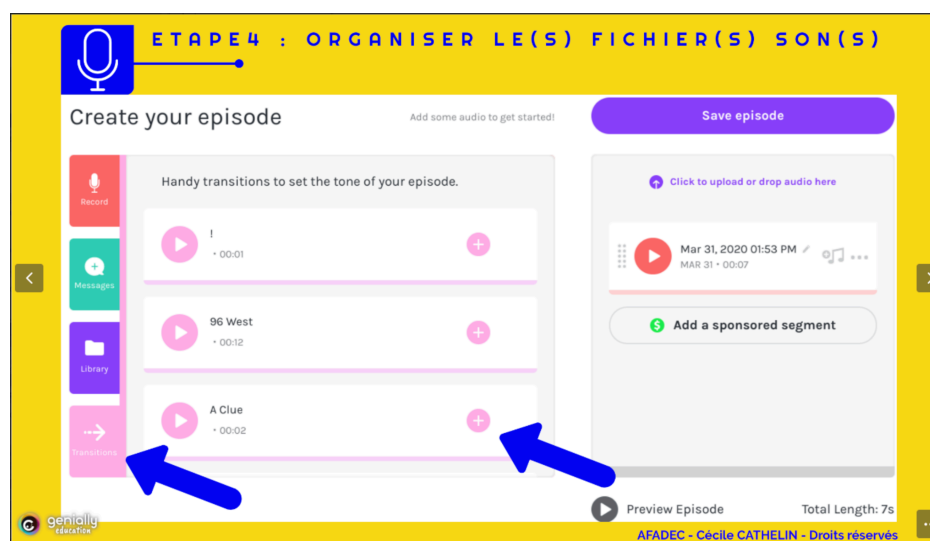 ETAPE4 : ORGANISER LE(S) FICHIER(S) SON(S)
Create your episode
Add some audio to get started!
Save episode
Record
Messages
Library
Transitions
Handy transitions to set the tone of your episode.
!
• 00:01
96 West
• 00:12
A Clue
• 00:02
Click to upload or drop audio here
Mar 31, 2020 01:53 PM
MAR 31 • 00:07
Add a sponsored segment
Preview Episode
Total Length: 7s
genially
education
AFADEC - Cécile CATHELIN - Droits réservés